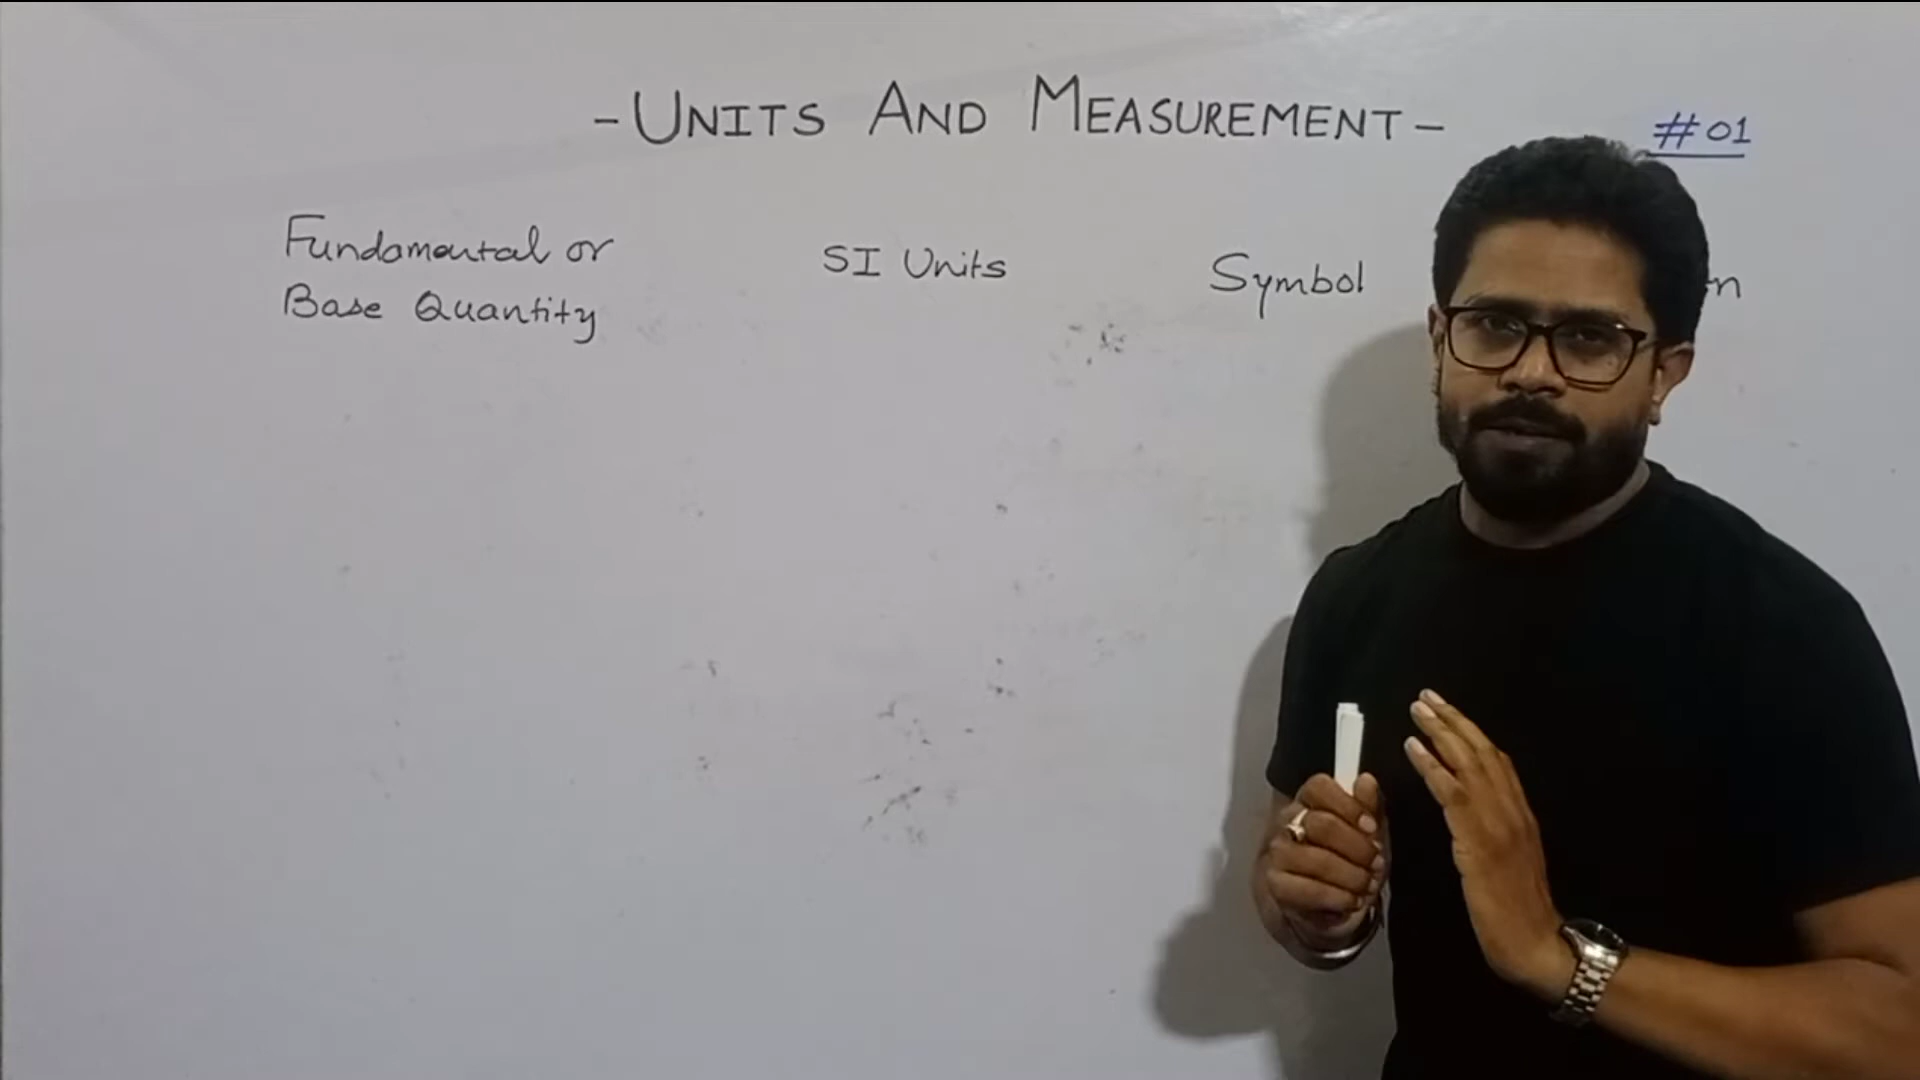 - UNITS AND MEASUREMENT -
#01
Fundamental or
Base Quantity
SI Units
Symbol